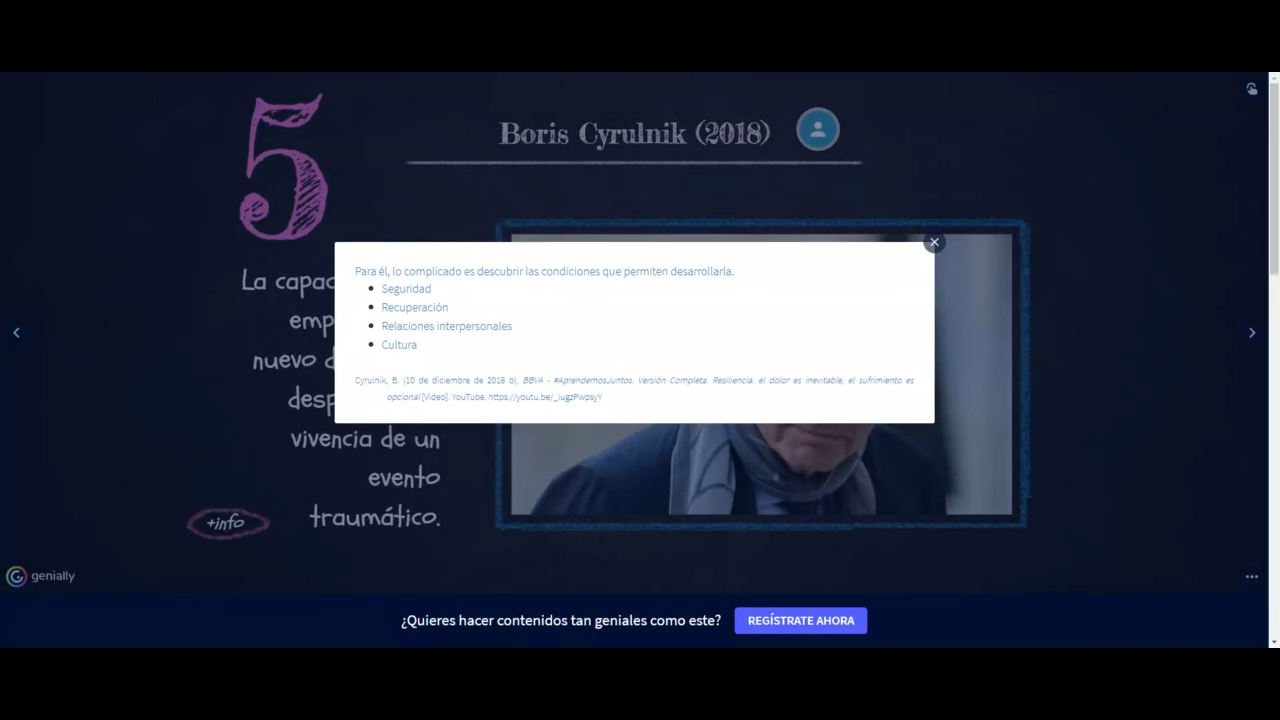 5
Boris Cyrulnik (2018)
Para él, lo complicado es descubrir las condiciones que permiten desarrollarla.
Seguridad
Recuperación
Relaciones interpersonales
Cultura
Cyrulnik, B. (10 de diciembre de 2018 b). BBVA - #AprendemosJuntos. Versión Completa. Resiliencia: el dolor es inevitable, el sufrimiento es
opcional [Video]. YouTube. https://youtu.be/_IugzPwpsyY
La capac
emp
nuevo d
desp
vivencia de un
evento
traumático.
+info
genially
¿Quieres hacer contenidos tan geniales como este?
REGÍSTRATE AHORA